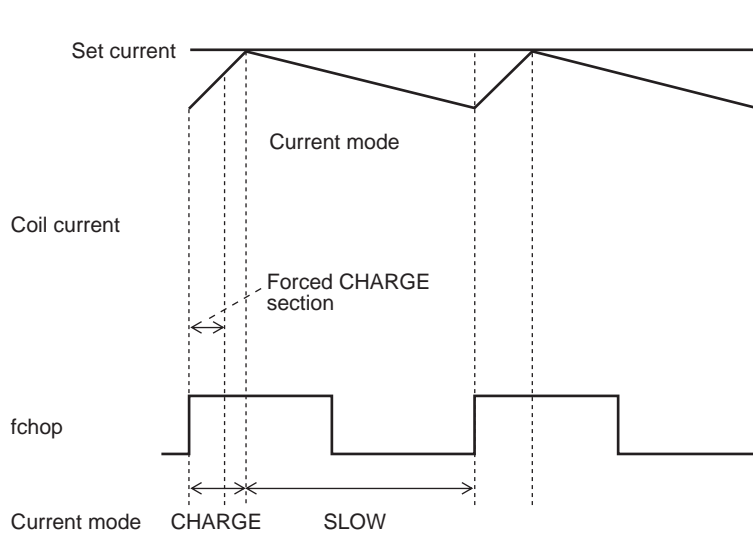 Set current
Current mode
Coil current
Forced CHARGE
section
fchop
Current mode CHARGE SLOW